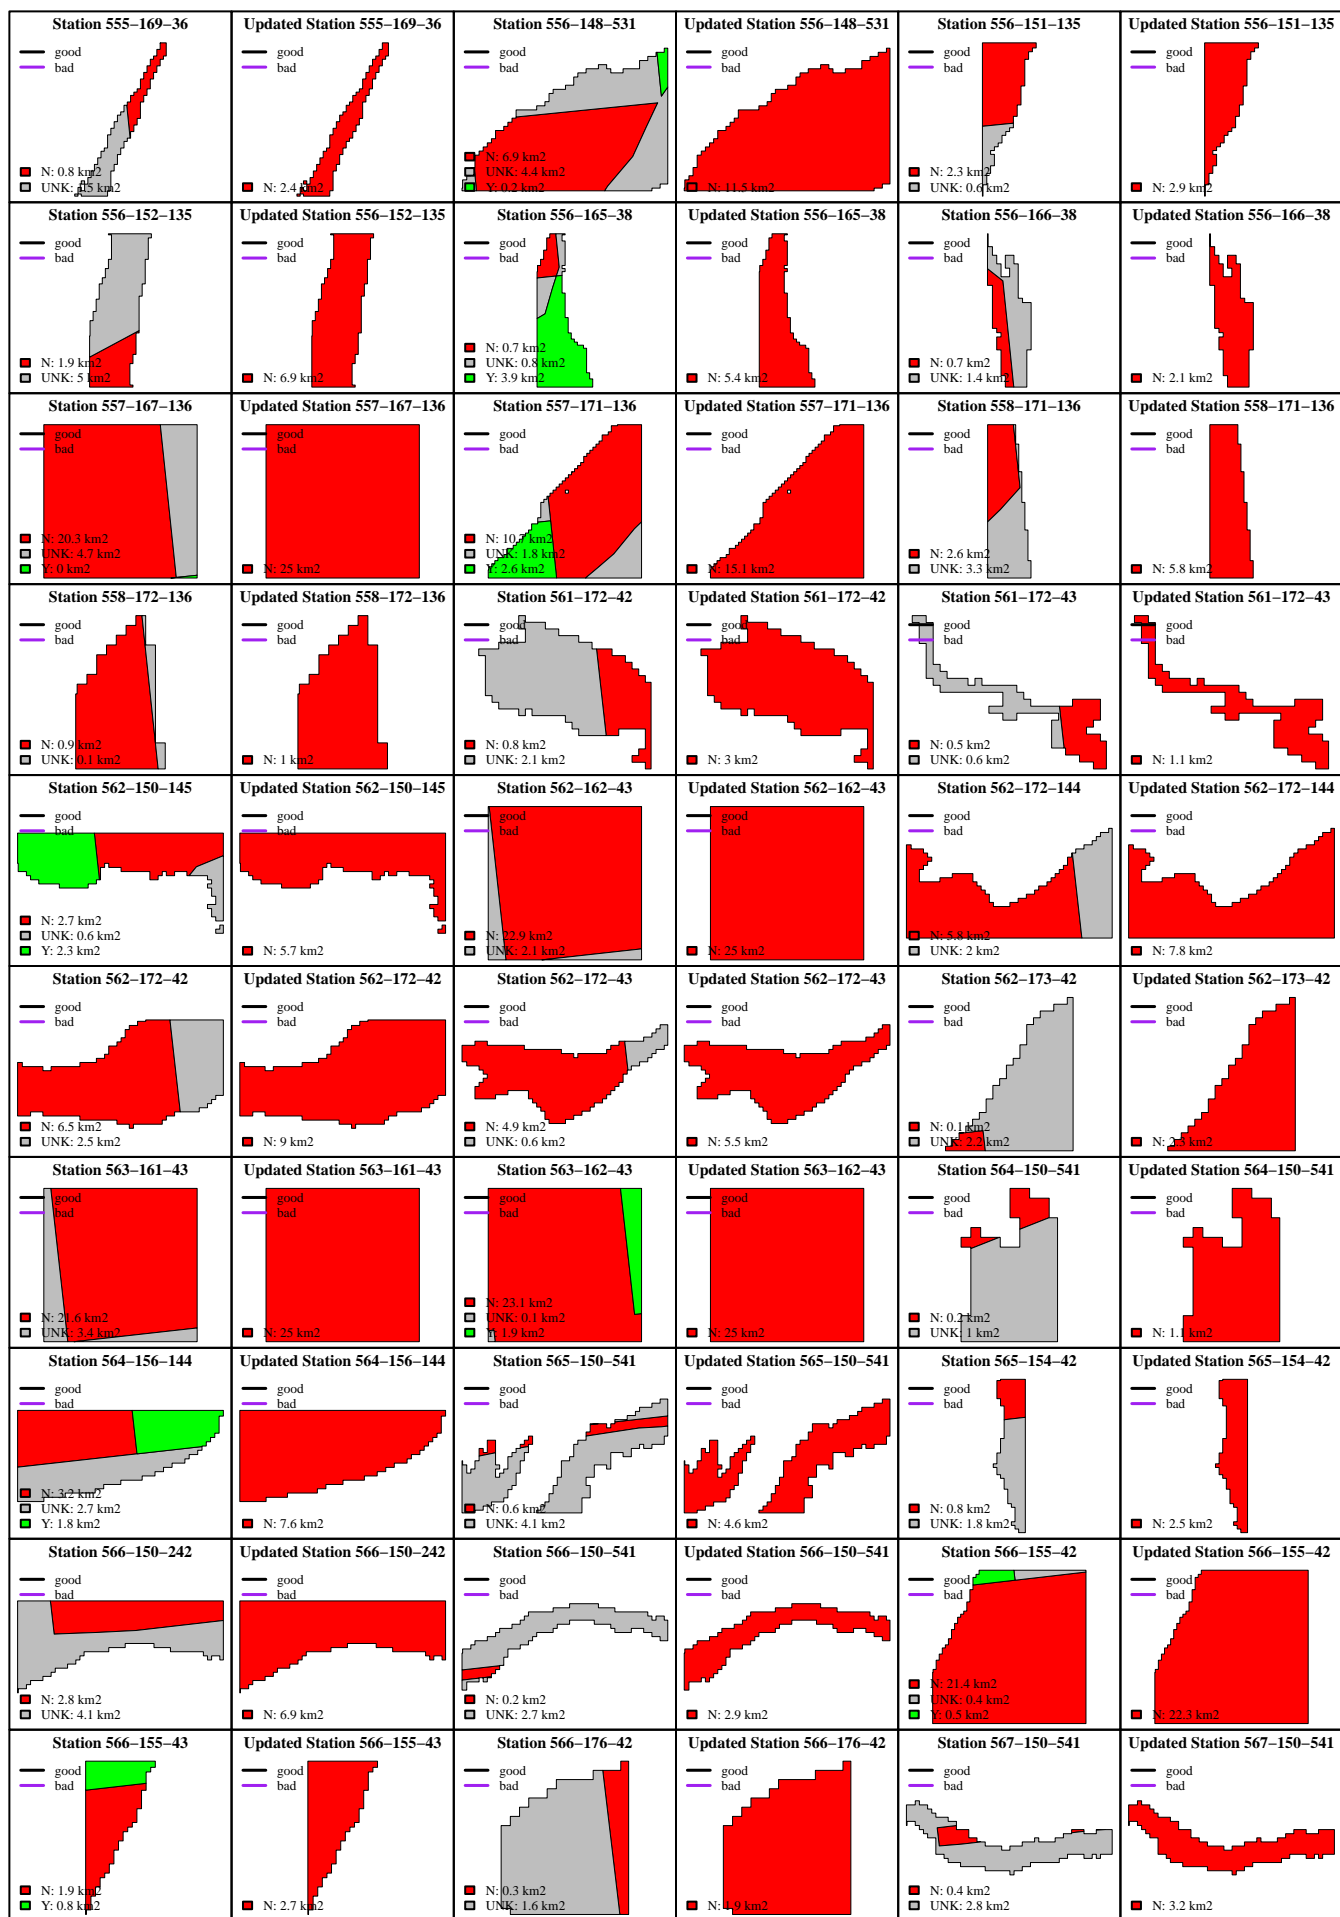 Station 555−169−36
good
bad
N: 0.8 km2
UNK: 1.5 km2
Updated Station 555−169−36
good
bad
N: 2.4 km2
Station 556−148−531
good
bad
N: 6.9 km2
UNK: 4.4 km2
Y: 0.2 km2
Updated Station 556−148−531
good
bad
N: 11.5 km2
Station 556−151−135
good
bad
N: 2.3 km2
UNK: 0.6 km2
Updated Station 556−151−135
good
bad
N: 2.9 km2
Station 556−152−135
good
bad
N: 1.9 km2
UNK: 5 km2
Updated Station 556−152−135
good
bad
N: 6.9 km2
Station 556−165−38
good
bad
N: 0.7 km2
UNK: 0.8 km2
Y: 3.9 km2
Updated Station 556−165−38
good
bad
N: 5.4 km2
Station 556−166−38
good
bad
N: 0.7 km2
UNK: 1.4 km2
Updated Station 556−166−38
good
bad
N: 2.1 km2
Station 557−167−136
good
bad
N: 20.3 km2
UNK: 4.7 km2
Y: 0 km2
Updated Station 557−167−136
good
bad
N: 25 km2
Station 557−171−136
good
bad
N: 10.7 km2
UNK: 1.8 km2
Y: 2.6 km2
Updated Station 557−171−136
good
bad
N: 15.1 km2
Station 558−171−136
good
bad
N: 2.6 km2
UNK: 3.3 km2
Updated Station 558−171−136
good
bad
N: 5.8 km2
Station 558−172−136
good
bad
N: 0.9 km2
UNK: 0.1 km2
Updated Station 558−172−136
good
bad
N: 1 km2
Station 561−172−42
good
bad
N: 0.8 km2
UNK: 2.1 km2
Updated Station 561−172−42
good
bad
N: 3 km2
Station 561−172−43
good
bad
N: 0.5 km2
UNK: 0.6 km2
Updated Station 561−172−43
good
bad
N: 1.1 km2
Station 562−150−145
good
bad
N: 2.7 km2
UNK: 0.6 km2
Y: 2.3 km2
Updated Station 562−150−145
good
bad
N: 5.7 km2
Station 562−162−43
good
bad
N: 22.9 km2
UNK: 2.1 km2
Updated Station 562−162−43
good
bad
N: 25 km2
Station 562−172−144
good
bad
N: 5.8 km2
UNK: 2 km2
Updated Station 562−172−144
good
bad
N: 7.8 km2
Station 562−172−42
good
bad
N: 6.5 km2
UNK: 2.5 km2
Updated Station 562−172−42
good
bad
N: 9 km2
Station 562−172−43
good
bad
N: 4.9 km2
UNK: 0.6 km2
Updated Station 562−172−43
good
bad
N: 5.5 km2
Station 562−173−42
good
bad
N: 0.1 km2
UNK: 2.2 km2
Updated Station 562−173−42
good
bad
N: 2.3 km2
Station 563−161−43
good
bad
N: 21.6 km2
UNK: 3.4 km2
Updated Station 563−161−43
good
bad
N: 25 km2
Station 563−162−43
good
bad
N: 23.1 km2
UNK: 0.1 km2
Y: 1.9 km2
Updated Station 563−162−43
good
bad
N: 25 km2
Station 564−150−541
good
bad
N: 0.2 km2
UNK: 1 km2
Updated Station 564−150−541
good
bad
N: 1.1 km2
Station 564−156−144
good
bad
N: 3.2 km2
UNK: 2.7 km2
Y: 1.8 km2
Updated Station 564−156−144
good
bad
N: 7.6 km2
Station 565−150−541
good
bad
N: 0.6 km2
UNK: 4.1 km2
Updated Station 565−150−541
good
bad
N: 4.6 km2
Station 565−154−42
good
bad
N: 0.8 km2
UNK: 1.8 km2
Updated Station 565−154−42
good
bad
N: 2.5 km2
Station 566−150−242
good
bad
N: 2.8 km2
UNK: 4.1 km2
Updated Station 566−150−242
good
bad
N: 6.9 km2
Station 566−150−541
good
bad
N: 0.2 km2
UNK: 2.7 km2
Updated Station 566−150−541
good
bad
N: 2.9 km2
Station 566−155−42
good
bad
N: 21.4 km2
UNK: 0.4 km2
Y: 0.5 km2
Updated Station 566−155−42
good
bad
N: 22.3 km2
Station 566−155−43
good
bad
N: 1.9 km2
Y: 0.8 km2
Updated Station 566−155−43
good
bad
N: 2.7 km2
Station 566−176−42
good
bad
N: 0.3 km2
UNK: 1.6 km2
Updated Station 566−176−42
good
bad
N: 1.9 km2
Station 567−150−541
good
bad
N: 0.4 km2
UNK: 2.8 km2
Updated Station 567−150−541
good
bad
N: 3.2 km2